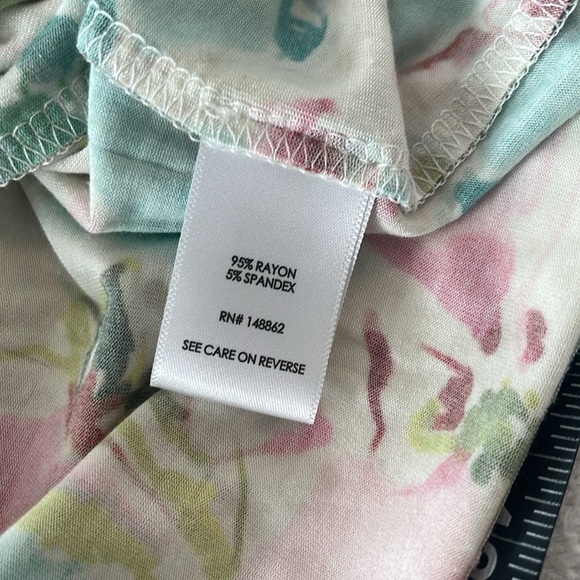 95% RAYON
5% SPANDEX
RN# 148862
SEE CARE ON REVERSE